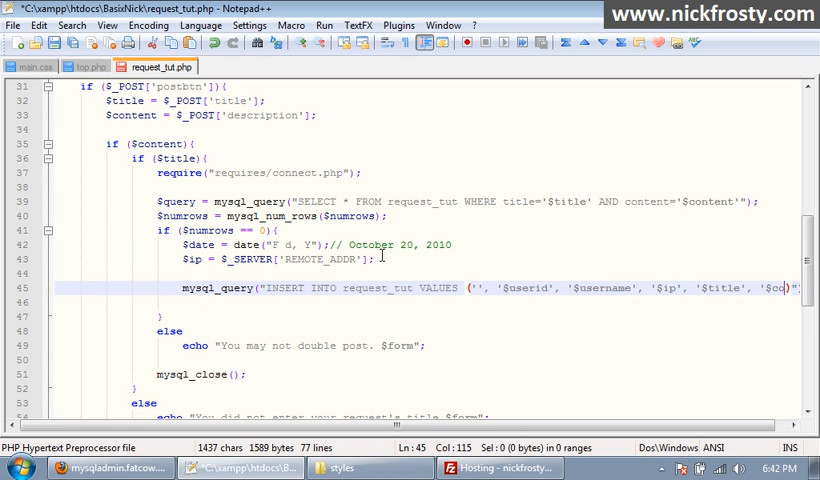 *C:\xampp\htdocs\BasixNick\request_tut.php - Notepad++
www.nickfrosty.com
File Edit Search View Encoding Language Settings Macro Run TextFX Plugins Window ?
main.css top.php request_tut.php
31 if ($_POST['postbtn']){
32 $title = $_POST['title'];
33 $content = $_POST['description'];
34
35 if ($content){
36 if ($title){
37 require("requires/connect.php");
38
39 $query = mysql_query("SELECT * FROM request_tut WHERE title='$title' AND content='$content'");
40 $numrows = mysql_num_rows($numrows);
41 if ($numrows == 0){
42 $date = date("F d, Y");// October 20, 2010
43 $ip = $_SERVER['REMOTE_ADDR'];
44
45 mysql_query("INSERT INTO request_tut VALUES ('', '$userid', '$username', '$ip', '$title', '$co)")
46
47 }
48 else
49 echo "You may not double post. $form";
50
51 mysql_close();
52 }
53 else
54 echo "You did not enter your request's title $form";
PHP Hypertext Preprocessor file 1437 chars 1589 bytes 77 lines Ln : 45 Col : 115 Sel : 0 (0 bytes) in 0 ranges Dos\Windows ANSI INS
mysqladmin.fatcow.... *C:\xampp\htdocs\B... styles Hosting - nickfrosty... 6:42 PM